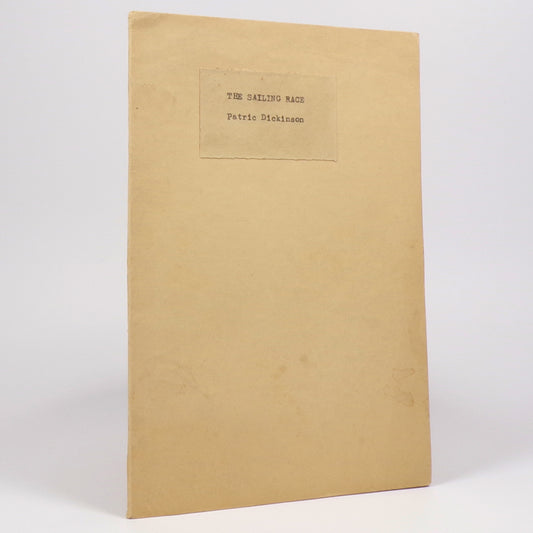 THE SAILING RACE
Patric Dickinson